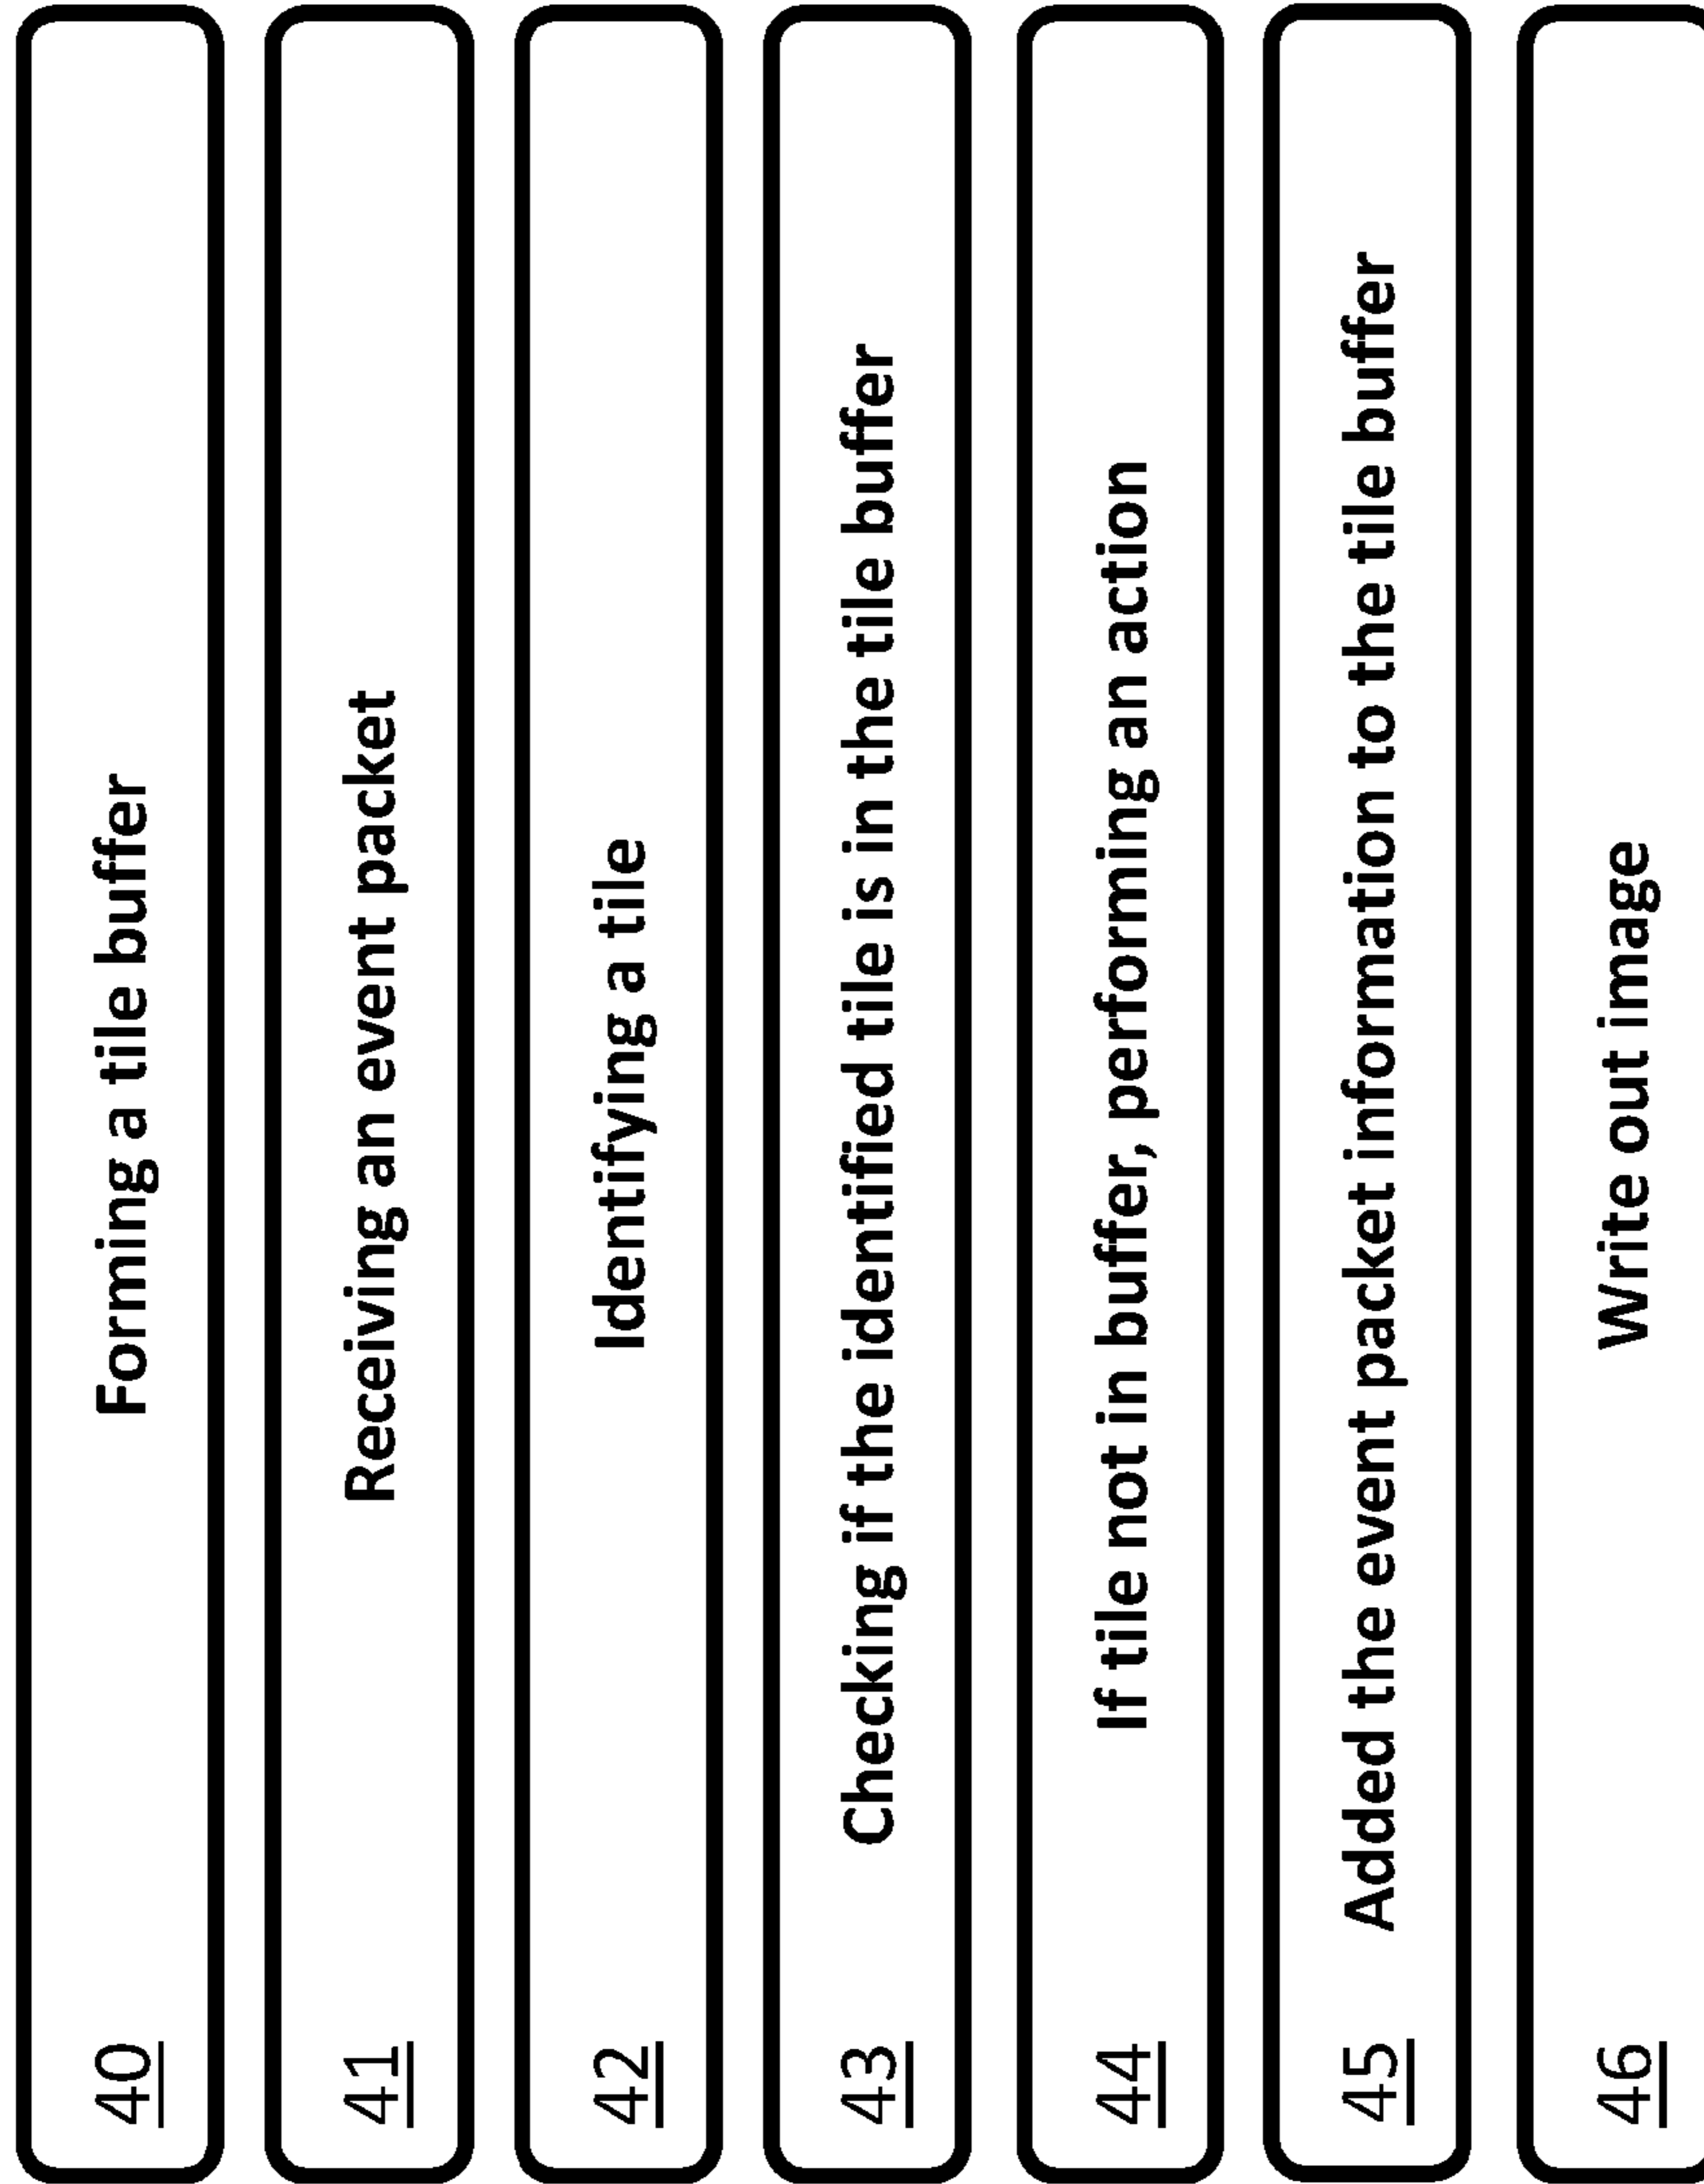 40 Forming a tile buffer
41 Receiving an event packet
42 Identifying a tile
43 Checking if the identified tile is in the tile buffer
44 If tile not in buffer, performing an action
45 Added the event packet information to the tile buffer
46 Write out image